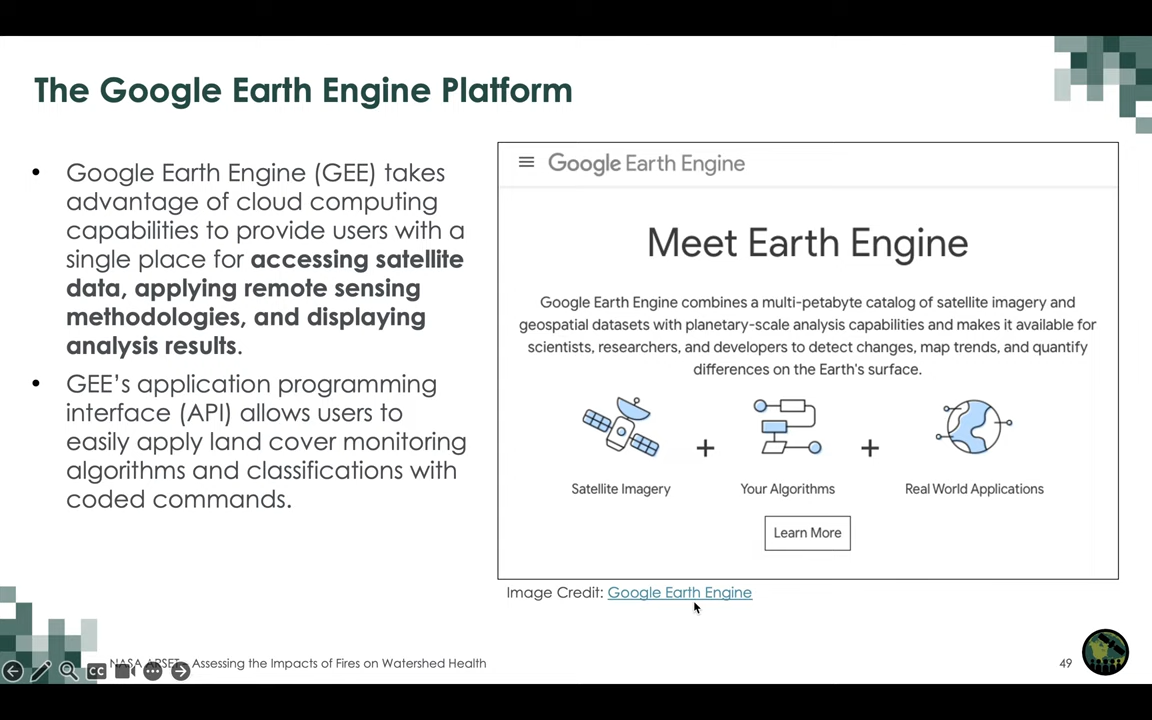 The Google Earth Engine Platform
• Google Earth Engine (GEE) takes
advantage of cloud computing
capabilities to provide users with a
single place for accessing satellite
data, applying remote sensing
methodologies, and displaying
analysis results.
• GEE's application programming
interface (API) allows users to
easily apply land cover monitoring
algorithms and classifications with
coded commands.
Google Earth Engine
Meet Earth Engine
Google Earth Engine combines a multi-petabyte catalog of satellite imagery and
geospatial datasets with planetary-scale analysis capabilities and makes it available for
scientists, researchers, and developers to detect changes, map trends, and quantify
differences on the Earth's surface.
Satellite Imagery
+
Your Algorithms
+
Real World Applications
Learn More
Image Credit: Google Earth Engine
CC
NASA ARSET - Assessing the Impacts of Fires on Watershed Health
49